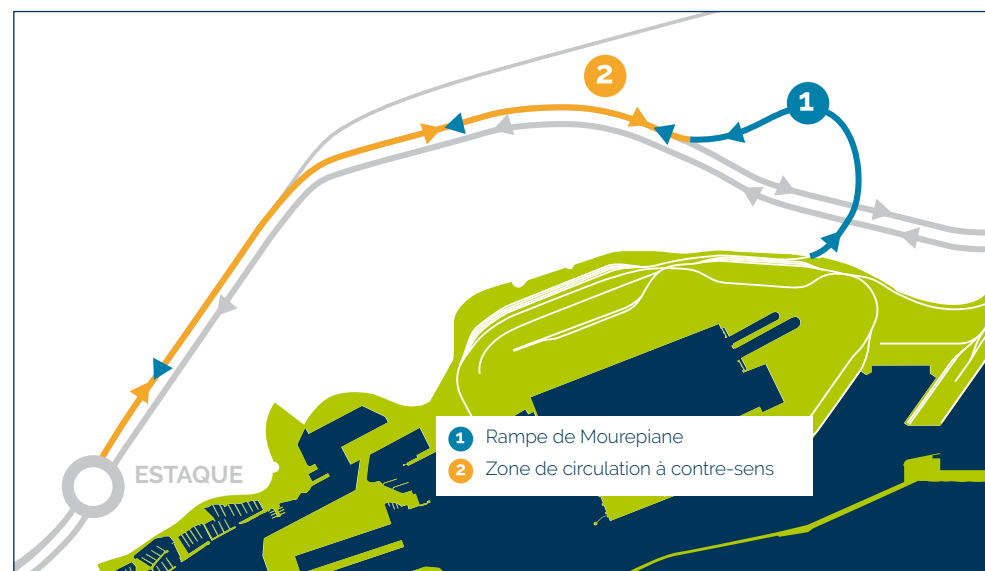 2
1
ESTAQUE
1 Rampe de Mourepiane
2 Zone de circulation à contre-sens